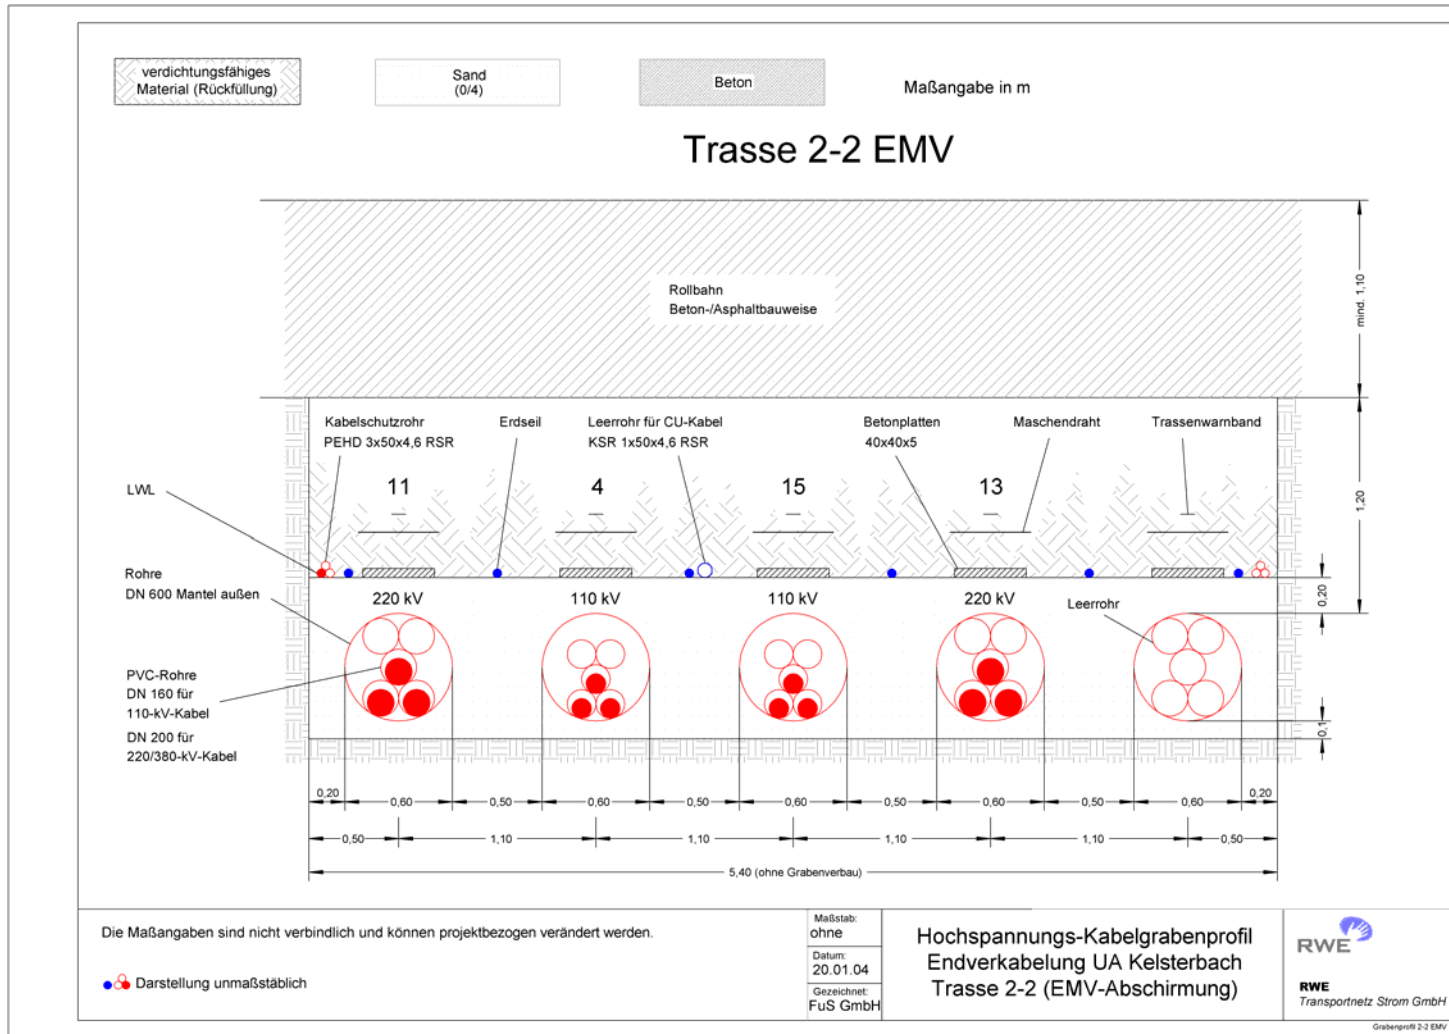 verdichtungsfähiges
Material (Rückfüllung)
Sand
(0/4)
Beton
Maßangabe in m
Trasse 2-2 EMV
Rollbahn
Beton-/Asphaltbauweise
mind. 1,10
Kabelschutzrohr
PEHD 3x50x4,6 RSR
Erdseil
Leerrohr für CU-Kabel
KSR 1x50x4,6 RSR
Betonplatten
40x40x5
Maschendraht
Trassenwarnband
LWL
11
4
15
13
1,20
Rohre
DN 600 Mantel außen
220 kV
110 kV
110 kV
220 kV
Leerrohr
0,20
PVC-Rohre
DN 160 für
110-kV-Kabel
DN 200 für
220/380-kV-Kabel
0,1
0,20
0,60
0,50
0,60
0,50
0,60
0,50
0,60
0,50
0,60
0,20
0,50
1,10
1,10
1,10
1,10
0,50
5,40 (ohne Grabenverbau)
Die Maßangaben sind nicht verbindlich und können projektbezogen verändert werden.
Darstellung unmaßstäblich
Maßstab:
ohne
Datum:
20.01.04
Gezeichnet:
FuS GmbH
Hochspannungs-Kabelgrabenprofil
Endverkabelung UA Kelsterbach
Trasse 2-2 (EMV-Abschirmung)
RWE
RWE
Transportnetz Strom GmbH
Grabenprofil 2-2 EMV